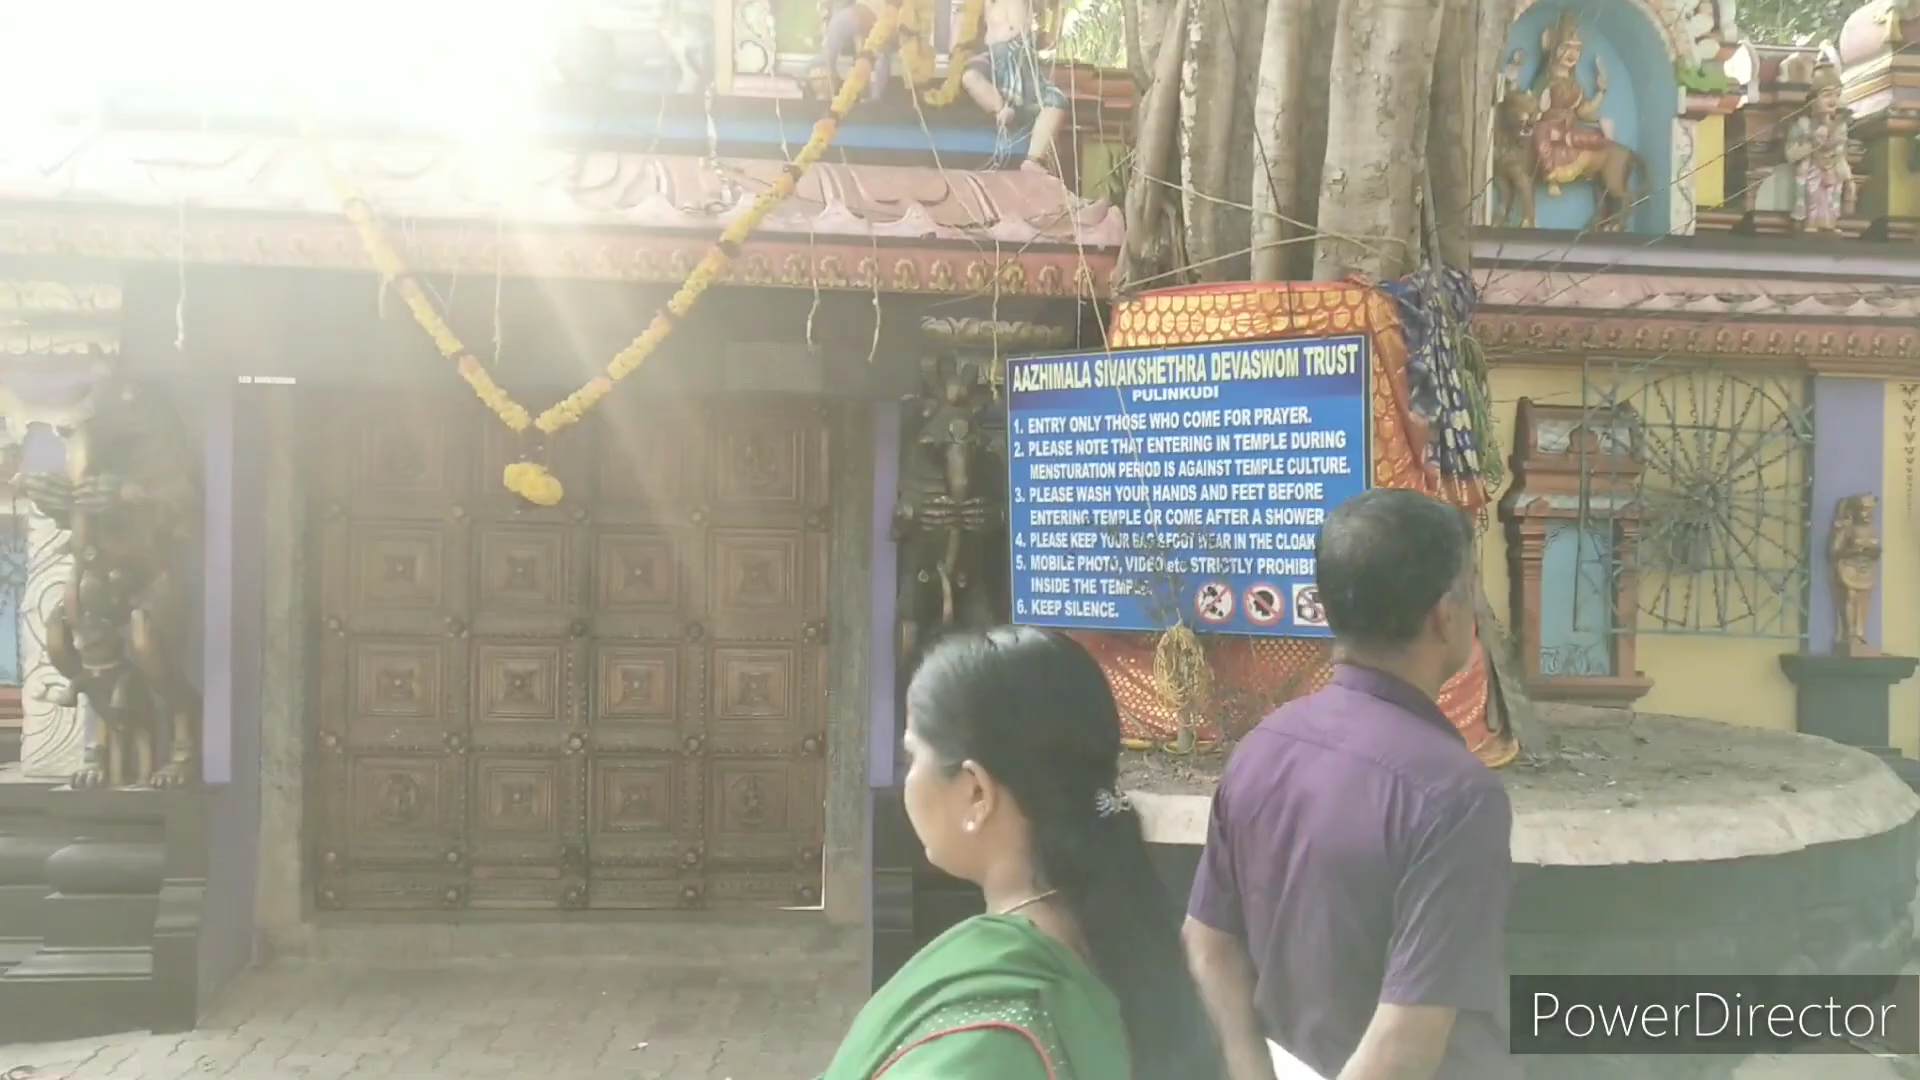 AAZHIMALA SIVAKSHETHRA DEVASWOM TRUST
PULINKUDI
1. ENTRY ONLY THOSE WHO COME FOR PRAYER.
2. PLEASE NOTE THAT ENTERING IN TEMPLE DURING
MENSTURATION PERIOD IS AGAINST TEMPLE CULTURE.
3. PLEASE WASH YOUR HANDS AND FEET BEFORE
ENTERING TEMPLE OR COME AFTER A SHOWER
4. PLEASE KEEP YOUR BAG & FOOT WEAR IN THE CLOAK
5. MOBILE PHOTO, VIDEO etc STRICTLY PROHIBI
INSIDE THE TEMPLE
6. KEEP SILENCE.
PowerDirector